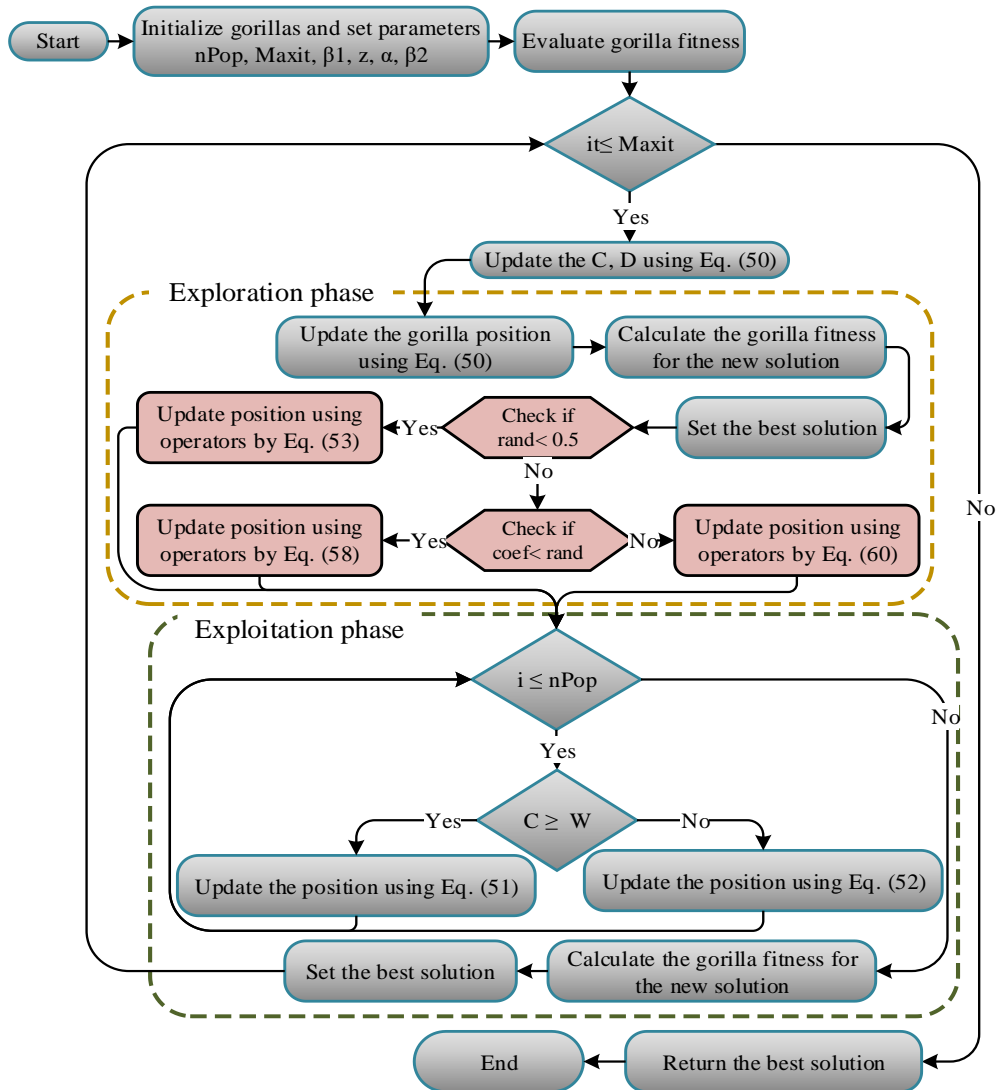 Start
Initialize gorillas and set parameters
nPop, Maxit, β1, z, α, β2
Evaluate gorilla fitness
it≤ Maxit
Yes
Update the C, D using Eq. (50)
Exploration phase
Update the gorilla position
using Eq. (50)
Calculate the gorilla fitness
for the new solution
Update position using
operators by Eq. (53)
Yes
Check if
rand< 0.5
Set the best solution
No
No
Update position using
operators by Eq. (58)
Yes
Check if
coef< rand
No
Update position using
operators by Eq. (60)
Exploitation phase
i ≤ nPop
No
Yes
Yes
C ≥ W
No
Update the position using Eq. (51)
Update the position using Eq. (52)
Set the best solution
Calculate the gorilla fitness for
the new solution
End
Return the best solution